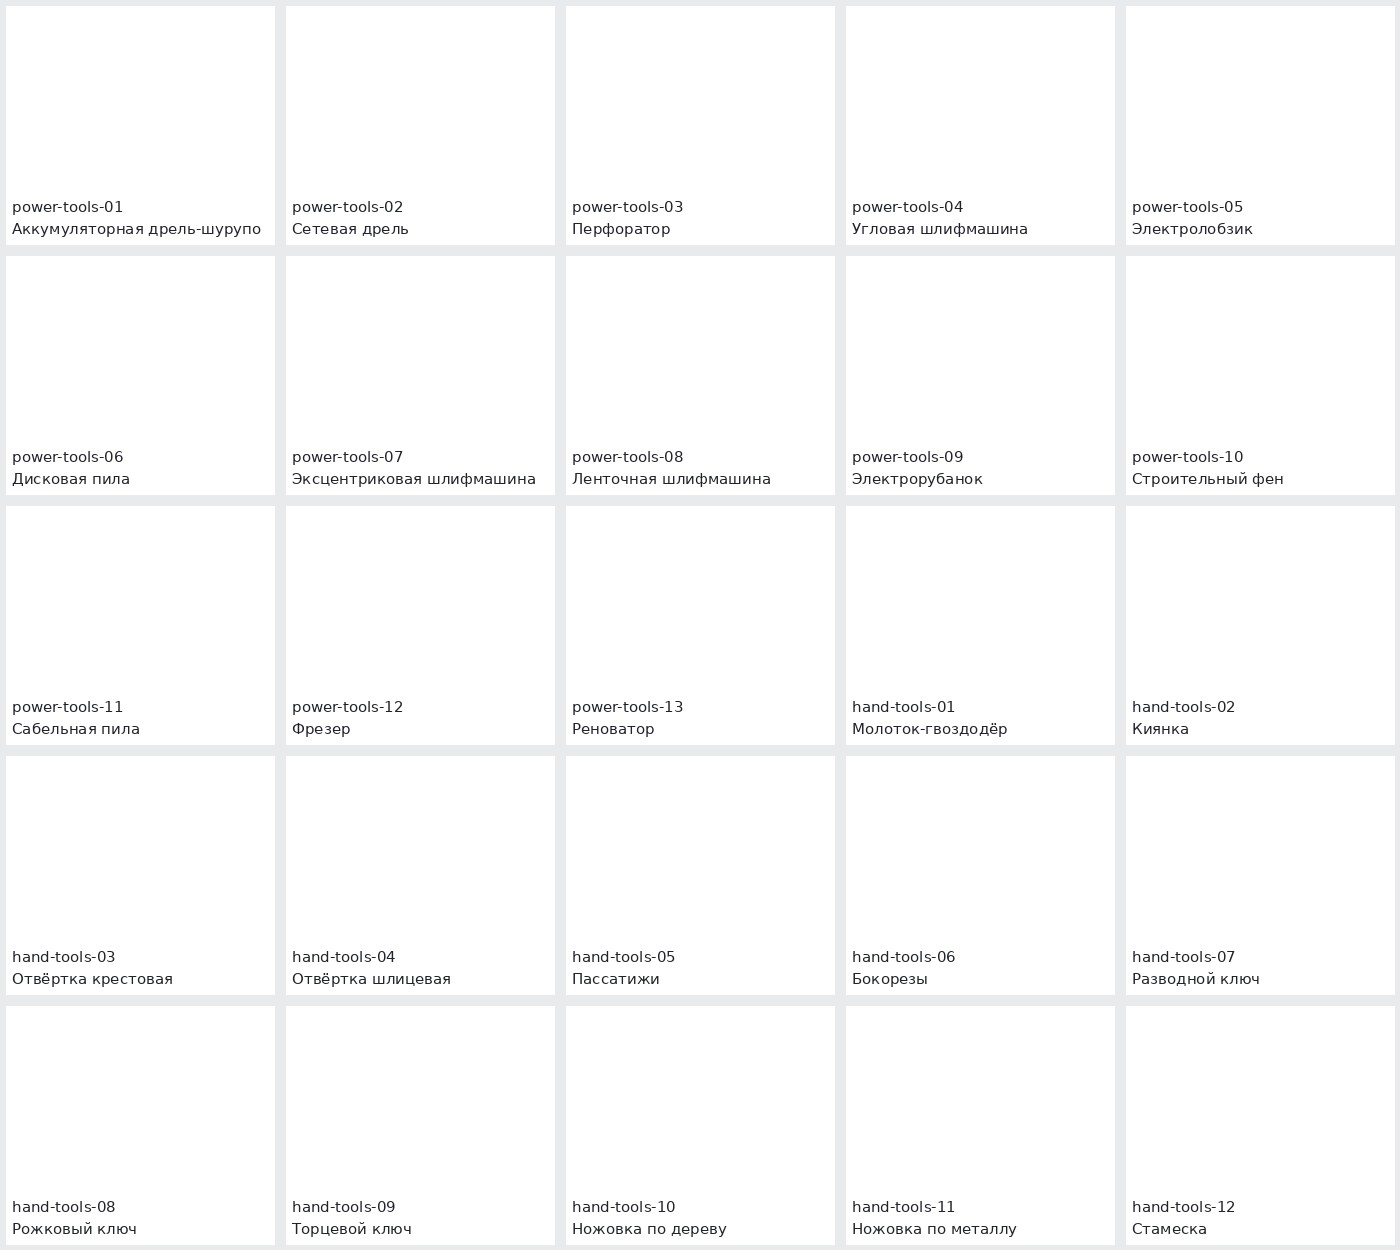 power-tools-01
Аккумуляторная дрель-шурупо
power-tools-02
Сетевая дрель
power-tools-03
Перфоратор
power-tools-04
Угловая шлифмашина
power-tools-05
Электролобзик
power-tools-06
Дисковая пила
power-tools-07
Эксцентриковая шлифмашина
power-tools-08
Ленточная шлифмашина
power-tools-09
Электрорубанок
power-tools-10
Строительный фен
power-tools-11
Сабельная пила
power-tools-12
Фрезер
power-tools-13
Реноватор
hand-tools-01
Молоток-гвоздодёр
hand-tools-02
Киянка
hand-tools-03
Отвёртка крестовая
hand-tools-04
Отвёртка шлицевая
hand-tools-05
Пассатижи
hand-tools-06
Бокорезы
hand-tools-07
Разводной ключ
hand-tools-08
Рожковый ключ
hand-tools-09
Торцевой ключ
hand-tools-10
Ножовка по дереву
hand-tools-11
Ножовка по металлу
hand-tools-12
Стамеска